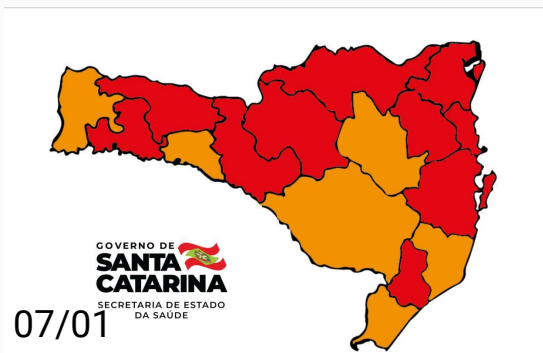 GOVERNO DE
SANTA
CATARINA
SECRETARIA DE ESTADO
DA SAÚDE
07/01